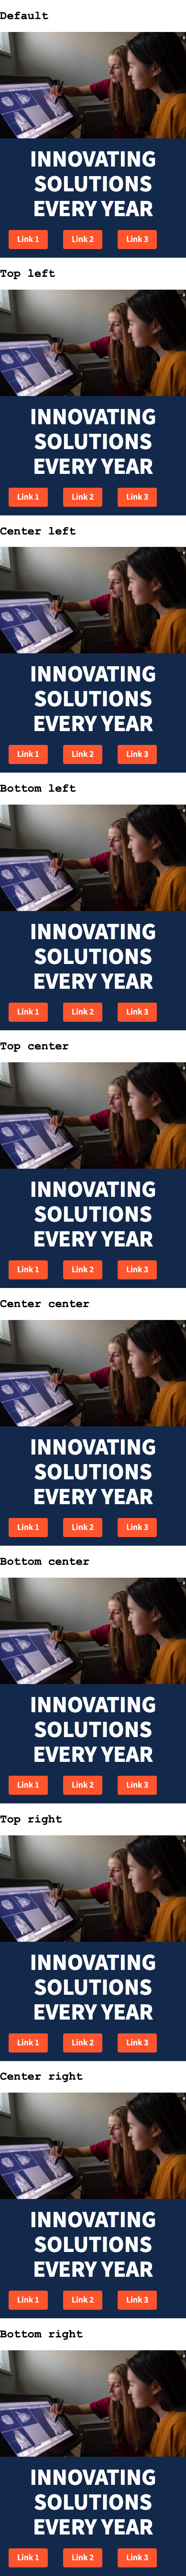 Default
INNOVATING
SOLUTIONS
EVERY YEAR
Link 1 Link 2 Link 3
Top left
INNOVATING
SOLUTIONS
EVERY YEAR
Link 1 Link 2 Link 3
Center left
INNOVATING
SOLUTIONS
EVERY YEAR
Link 1 Link 2 Link 3
Bottom left
INNOVATING
SOLUTIONS
EVERY YEAR
Link 1 Link 2 Link 3
Top center
INNOVATING
SOLUTIONS
EVERY YEAR
Link 1 Link 2 Link 3
Center center
INNOVATING
SOLUTIONS
EVERY YEAR
Link 1 Link 2 Link 3
Bottom center
INNOVATING
SOLUTIONS
EVERY YEAR
Link 1 Link 2 Link 3
Top right
INNOVATING
SOLUTIONS
EVERY YEAR
Link 1 Link 2 Link 3
Center right
INNOVATING
SOLUTIONS
EVERY YEAR
Link 1 Link 2 Link 3
Bottom right
INNOVATING
SOLUTIONS
EVERY YEAR
Link 1 Link 2 Link 3